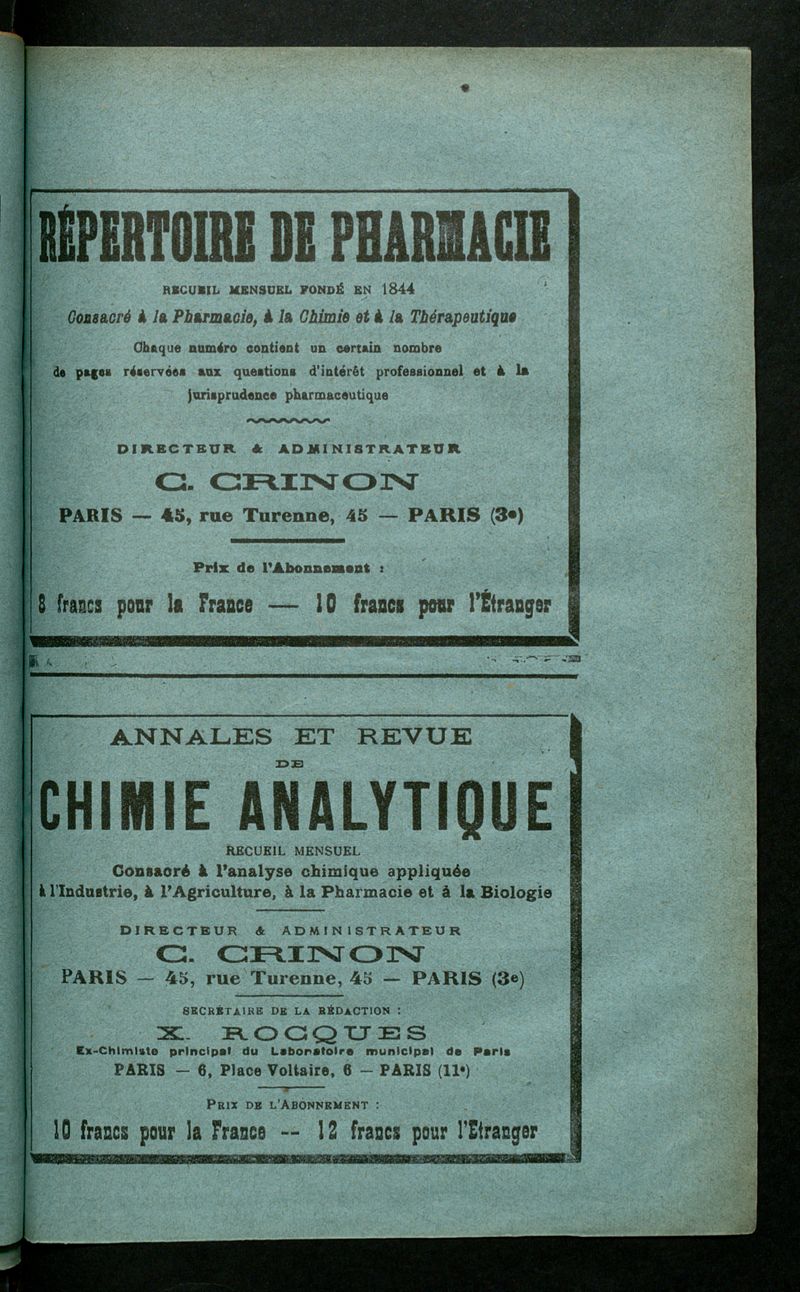 RÉPERTOIRE DE PHARMACIE
RECUEIL MENSUEL FONDÉ EN 1844
Consacré à la Pharmacie, à la Chimie et à la Thérapeutique
Chaque numéro contient un certain nombre
de pages réservées aux questions d'intérêt professionnel et à la
jurisprudence pharmaceutique
DIRECTEUR & ADMINISTRATEUR
C. CRINON
PARIS — 45, rue Turenne, 45 — PARIS (3e)
Prix de l'Abonnement :
8 francs pour la France — 10 francs pour l'Étranger
ANNALES ET REVUE
DE
CHIMIE ANALYTIQUE
RECUEIL MENSUEL
Consacré à l'analyse chimique appliquée
à l'Industrie, à l'Agriculture, à la Pharmacie et à la Biologie
DIRECTEUR & ADMINISTRATEUR
C. CRINON
PARIS — 45, rue Turenne, 45 — PARIS (3e)
SECRÉTAIRE DE LA RÉDACTION :
X. ROCQUES
Ex-Chimiste principal du Laboratoire municipal de Paris
PARIS — 6, Place Voltaire, 6 — PARIS (11e)
PRIX DE L'ABONNEMENT :
10 francs pour la France -- 12 francs pour l'Etranger